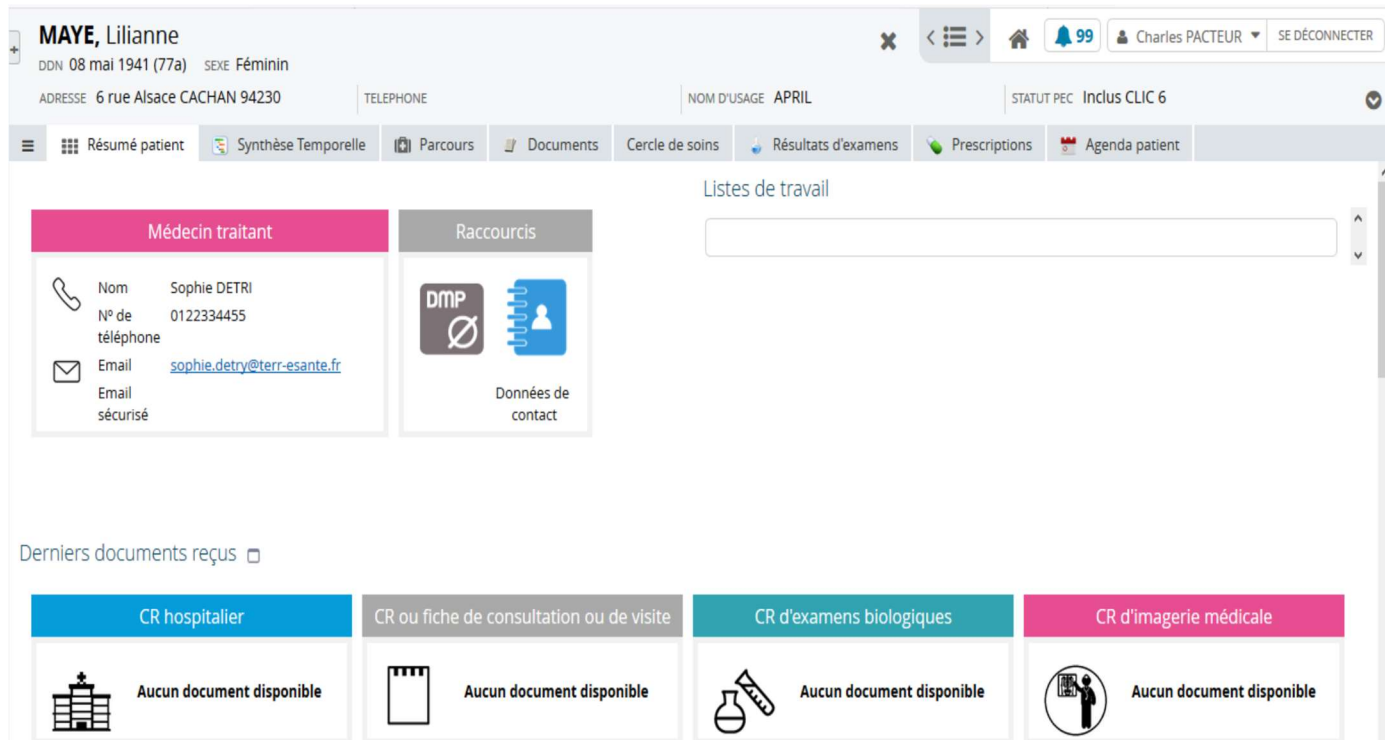 MAYE, Lilianne
DDN 08 mai 1941 (77a) SEXE Féminin
99 Charles PACTEUR SE DÉCONNECTER
ADRESSE 6 rue Alsace CACHAN 94230 TELEPHONE NOM D'USAGE APRIL STATUT PEC Inclus CLIC 6
Résumé patient Synthèse Temporelle Parcours Documents Cercle de soins Résultats d'examens Prescriptions Agenda patient
Listes de travail
Médecin traitant
Nom Sophie DETRI
Nº de téléphone 0122334455
Email sophie.detry@terr-esante.fr
Email
sécurisé
Raccourcis
DMP
Données de
contact
Derniers documents reçus
CR hospitalier
Aucun document disponible
CR ou fiche de consultation ou de visite
Aucun document disponible
CR d'examens biologiques
Aucun document disponible
CR d'imagerie médicale
Aucun document disponible